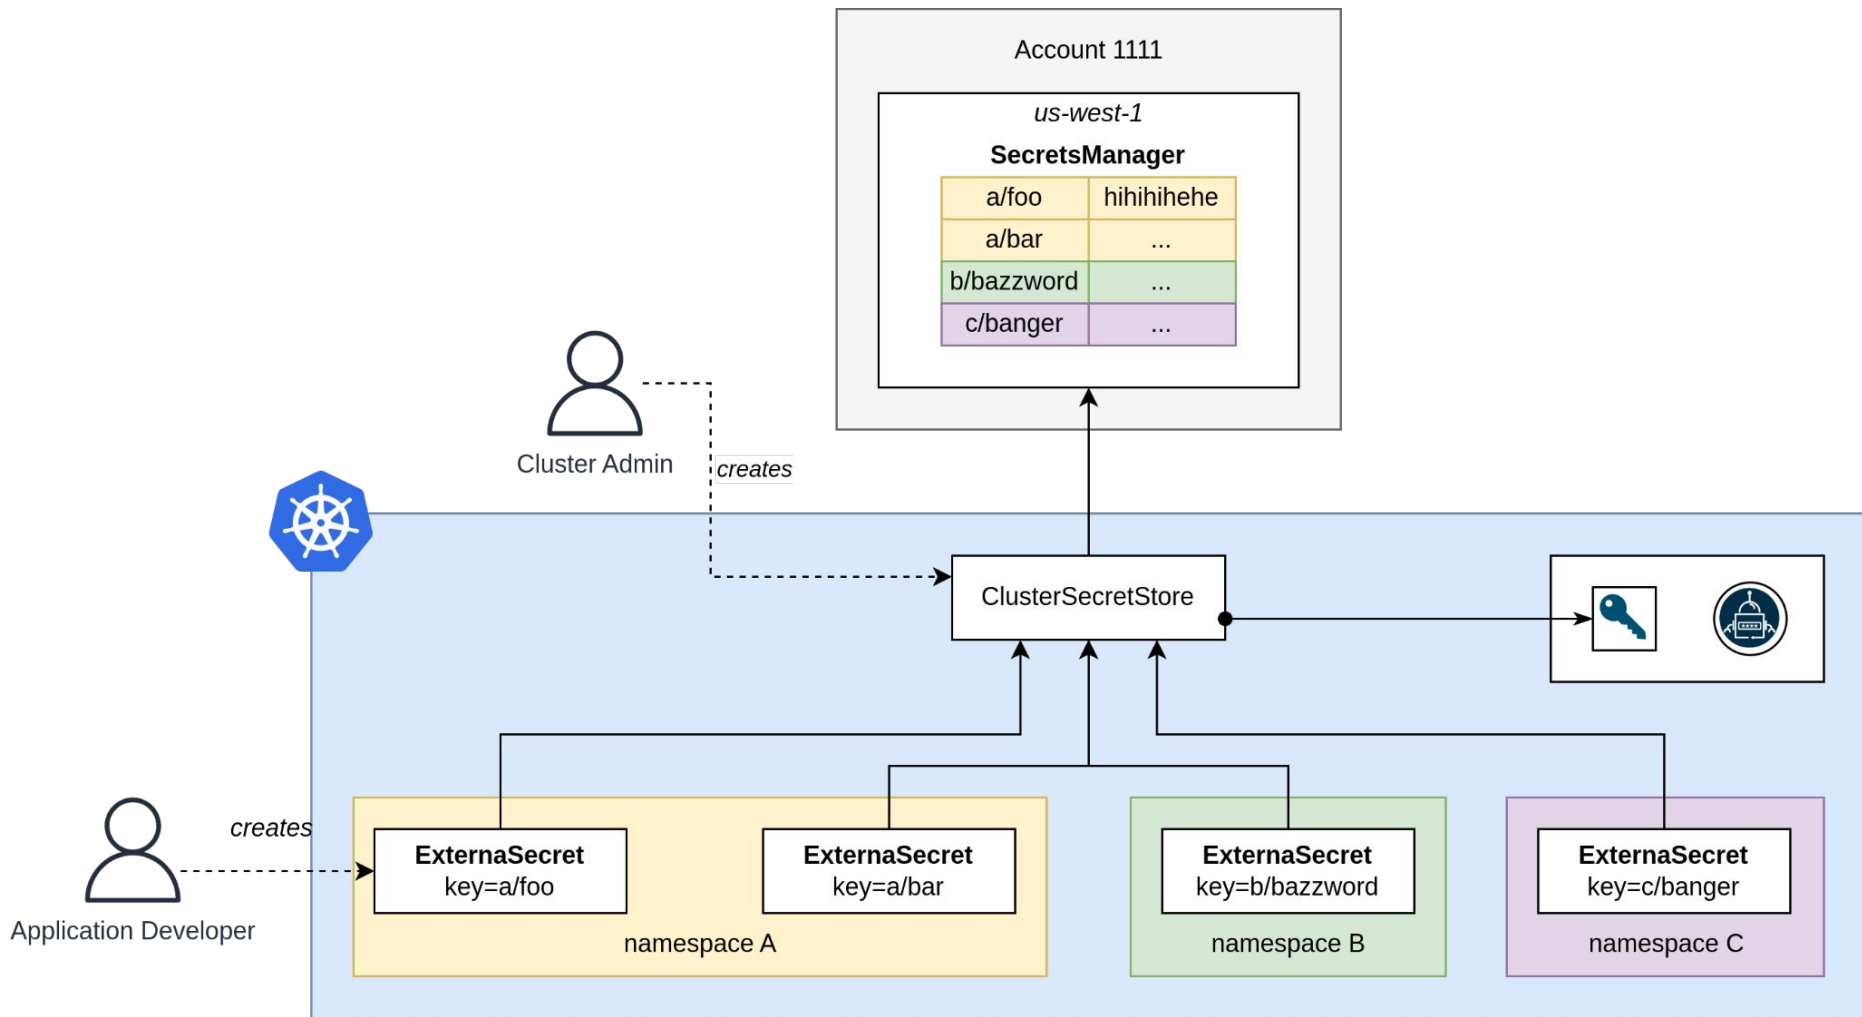 Account 1111
us-west-1
SecretsManager
a/foo hihihihehe
a/bar ...
b/bazzword ...
c/banger ...
Cluster Admin
creates
ClusterSecretStore
creates
Application Developer
ExternaSecret
key=a/foo
ExternaSecret
key=a/bar
namespace A
ExternaSecret
key=b/bazzword
namespace B
ExternaSecret
key=c/banger
namespace C